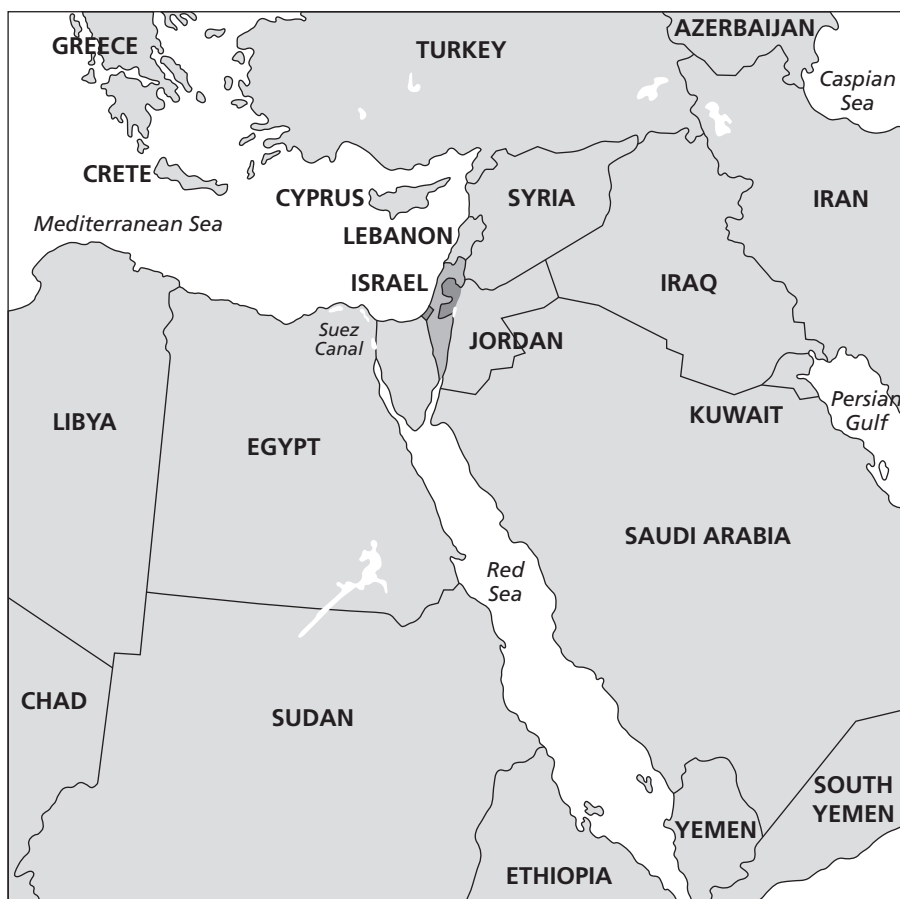 GREECE
TURKEY
AZERBAIJAN
Caspian
Sea
CRETE
CYPRUS
SYRIA
IRAN
Mediterranean Sea
LEBANON
ISRAEL
IRAQ
Suez
Canal
JORDAN
LIBYA
EGYPT
KUWAIT
Persian
Gulf
SAUDI ARABIA
Red
Sea
CHAD
SUDAN
SOUTH
YEMEN
YEMEN
ETHIOPIA